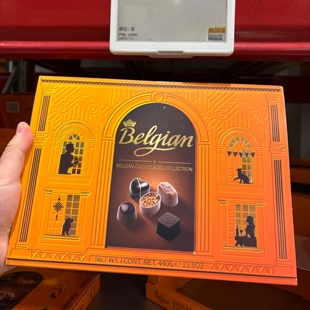 Belgian
BELGIAN CHOCOLATES COLLECTION
NET WT. | CONT. NET. 440G℮ 15.5OZ